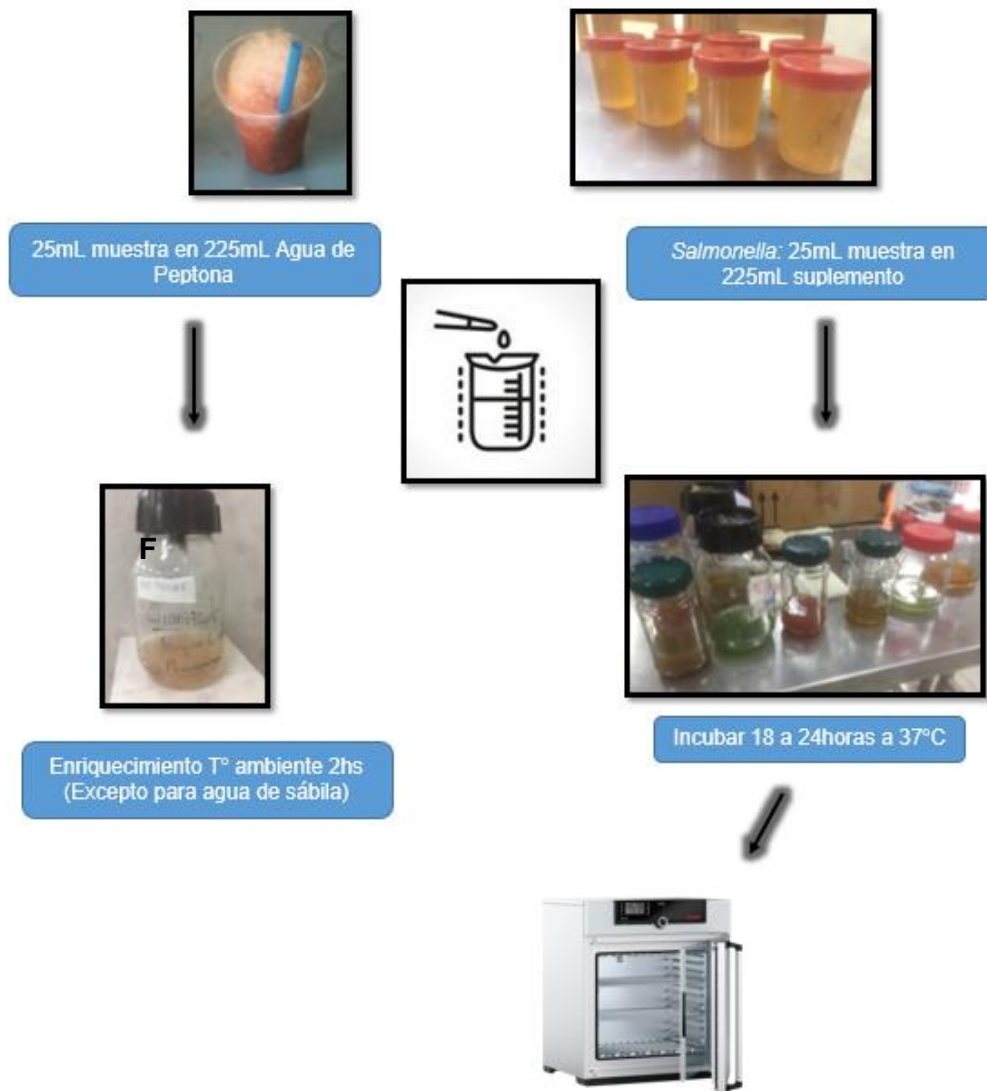 25mL muestra en 225mL Agua de
Peptona
Salmonella: 25mL muestra en
225mL suplemento
F
Enriquecimiento T° ambiente 2hs
(Excepto para agua de sábila)
Incubar 18 a 24horas a 37°C